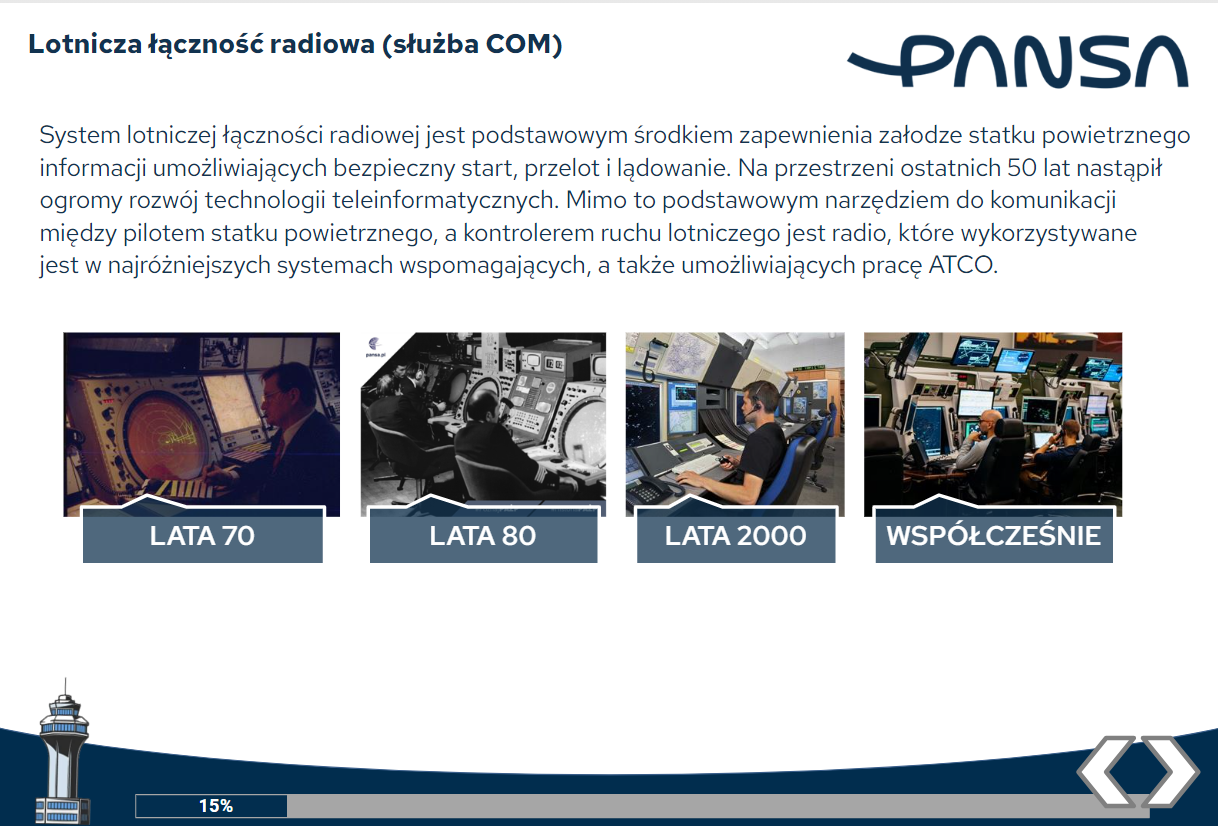 Lotnicza łączność radiowa (służba COM)
PANSA
System lotniczej łączności radiowej jest podstawowym środkiem zapewnienia załodze statku powietrznego
informacji umożliwiających bezpieczny start, przelot i lądowanie. Na przestrzeni ostatnich 50 lat nastąpił
ogromy rozwój technologii teleinformatycznych. Mimo to podstawowym narzędziem do komunikacji
między pilotem statku powietrznego, a kontrolerem ruchu lotniczego jest radio, które wykorzystywane
jest w najróżniejszych systemach wspomagających, a także umożliwiających pracę ATCO.
pansa.pl
LATA 70
LATA 80
LATA 2000
WSPÓŁCZEŚNIE
15%